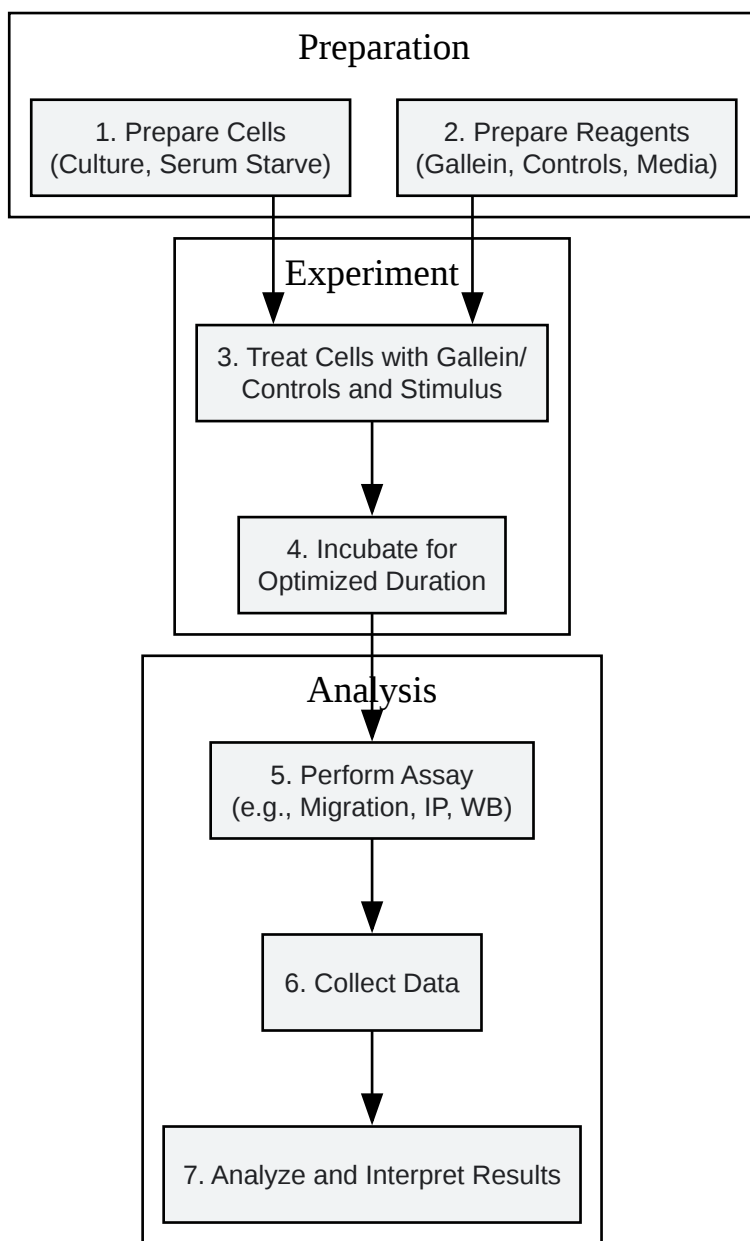 Preparation
1. Prepare Cells
(Culture, Serum Starve)
2. Prepare Reagents
(Gallein, Controls, Media)
Experiment
3. Treat Cells with Gallein/
Controls and Stimulus
4. Incubate for
Optimized Duration
Analysis
5. Perform Assay
(e.g., Migration, IP, WB)
6. Collect Data
7. Analyze and Interpret Results